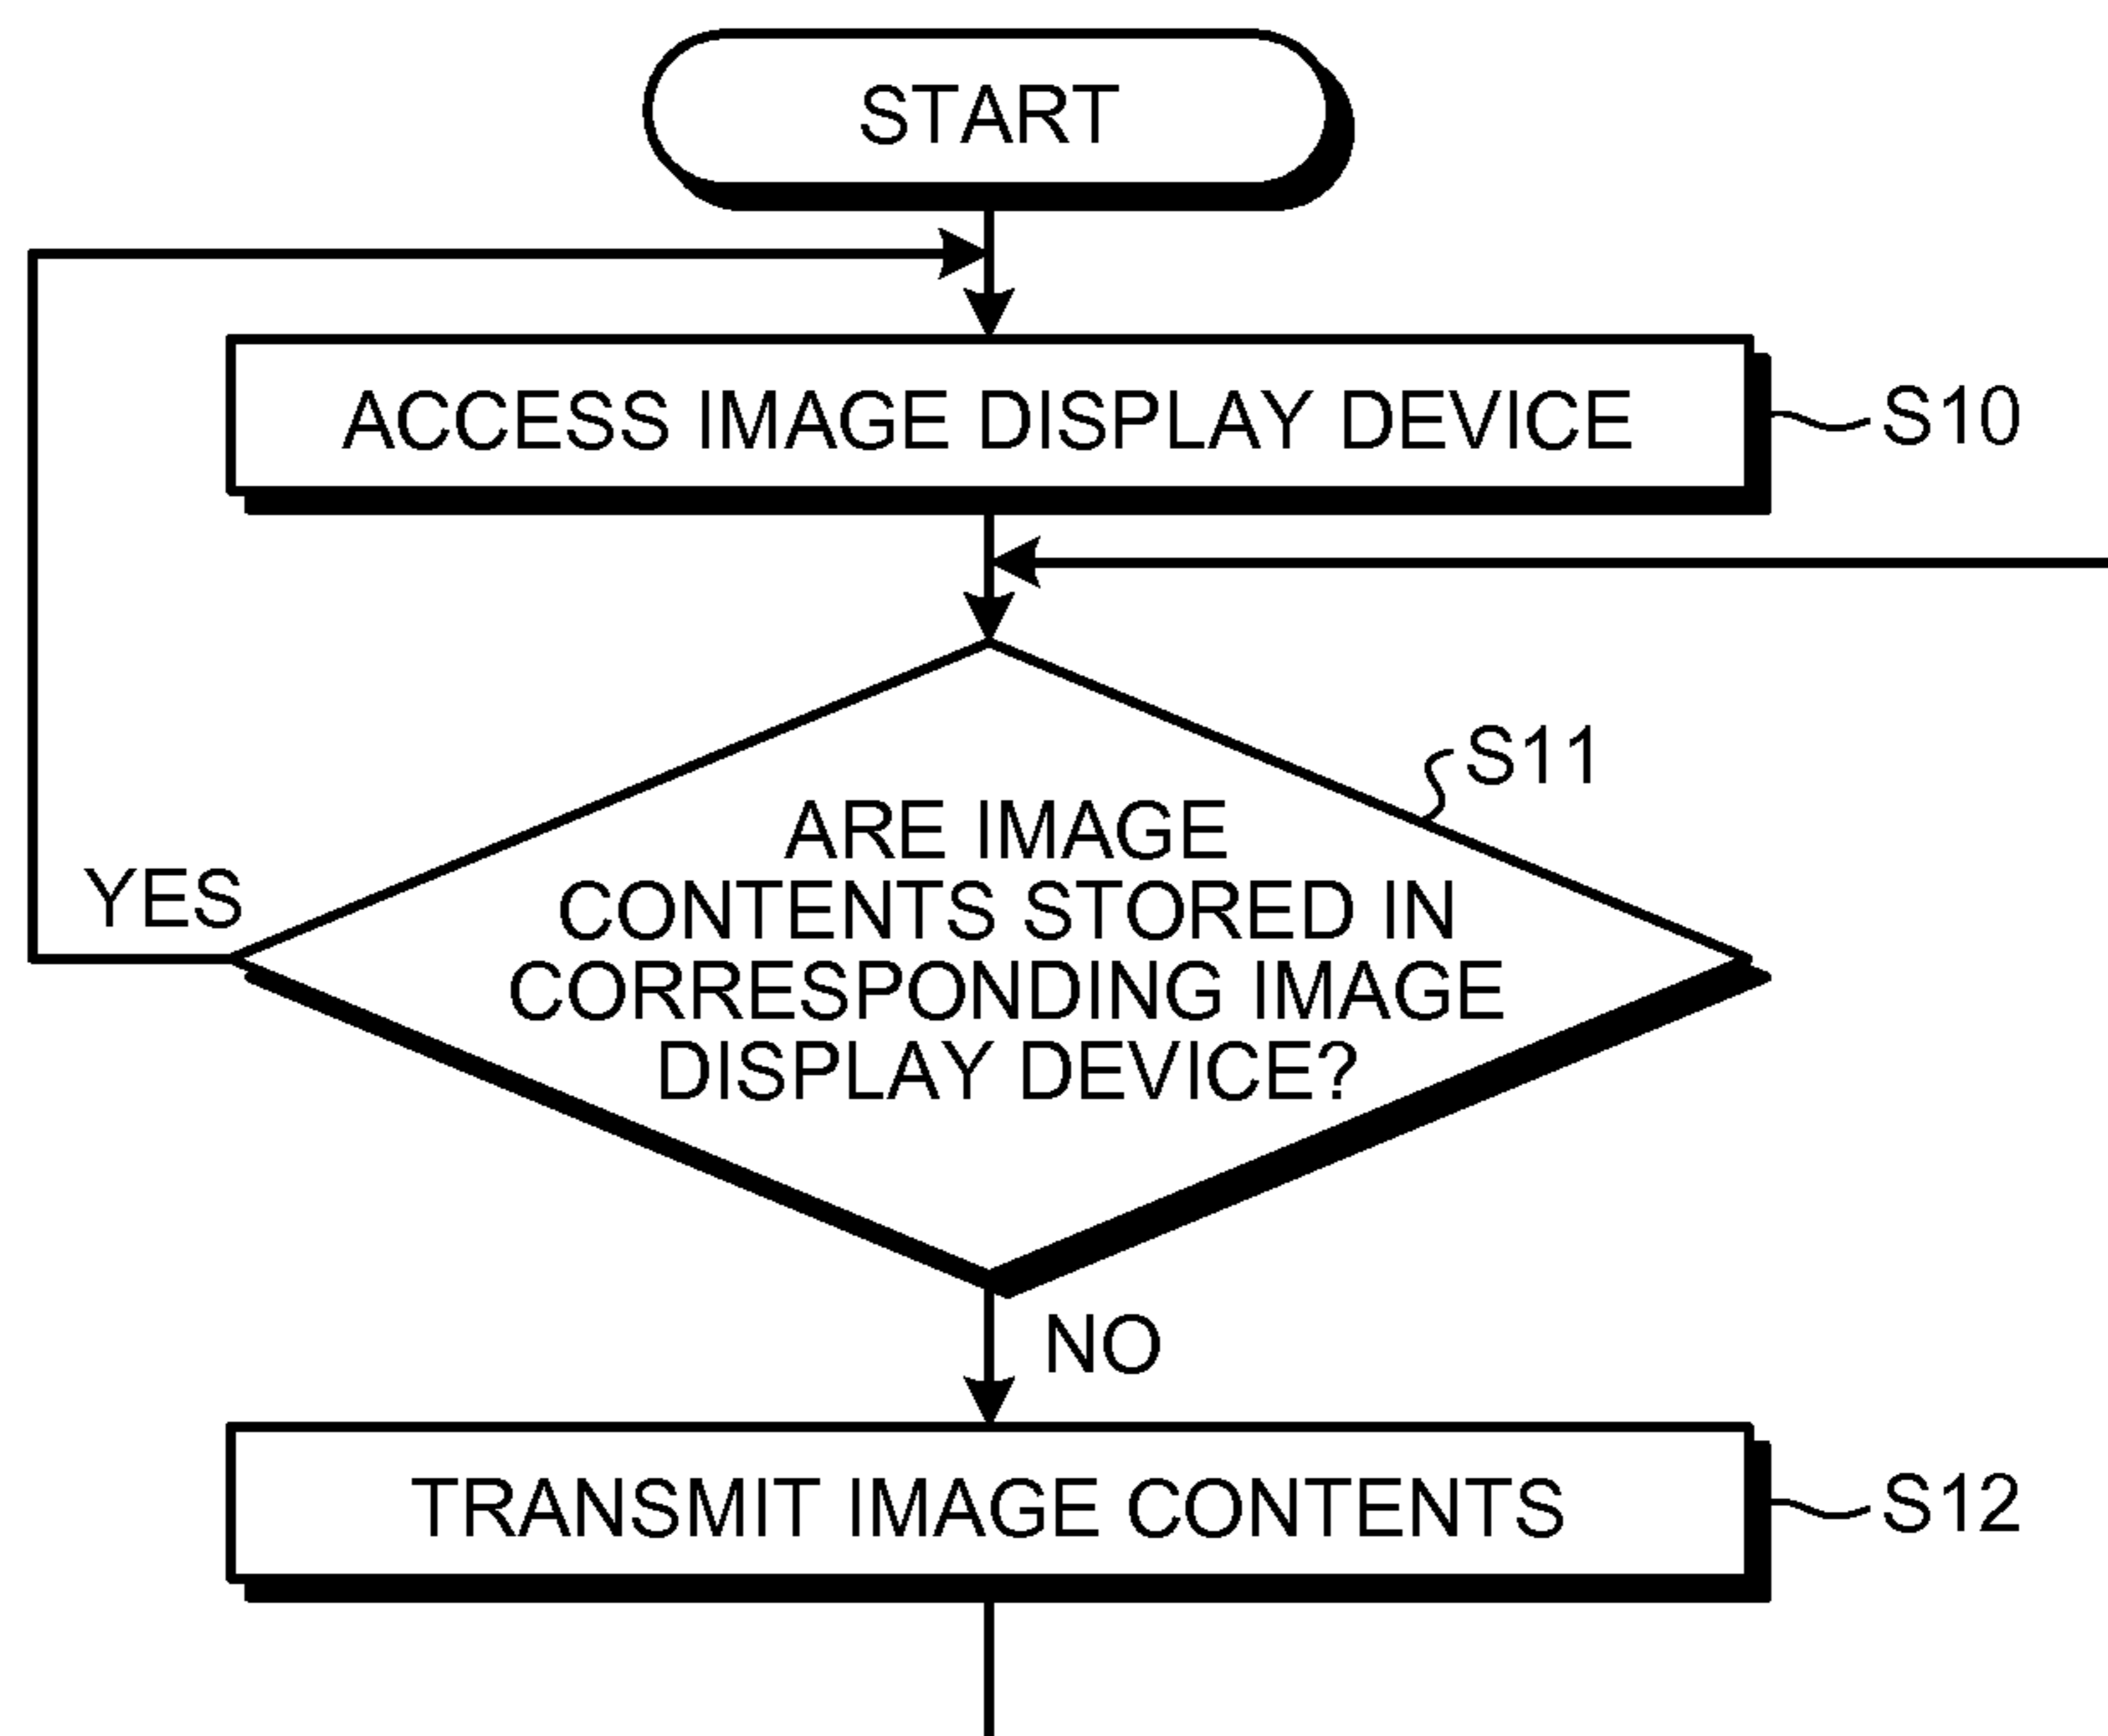 START
ACCESS IMAGE DISPLAY DEVICE
S10
S11
ARE IMAGE
CONTENTS STORED IN
CORRESPONDING IMAGE
DISPLAY DEVICE?
YES
NO
TRANSMIT IMAGE CONTENTS
S12